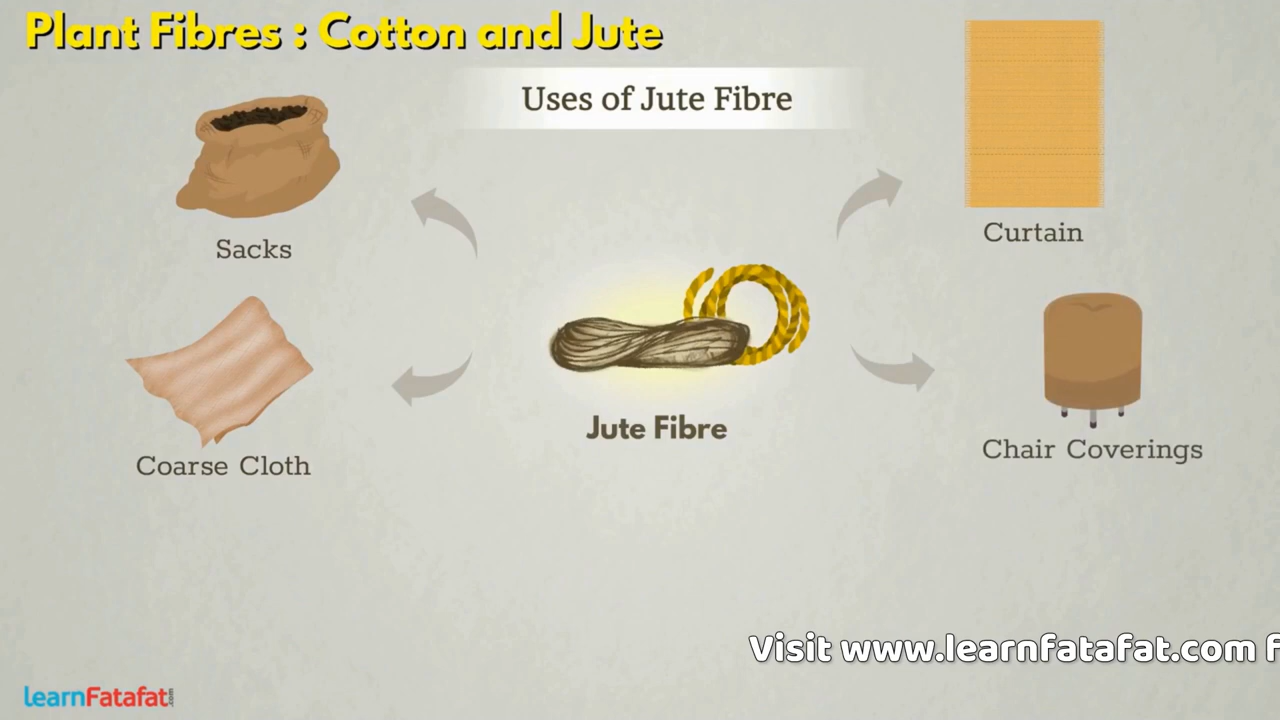 Plant Fibres : Cotton and Jute
Uses of Jute Fibre
Sacks
Curtain
Coarse Cloth
Jute Fibre
Chair Coverings
Visit www.learnfatafat.com
learnFatafat.com